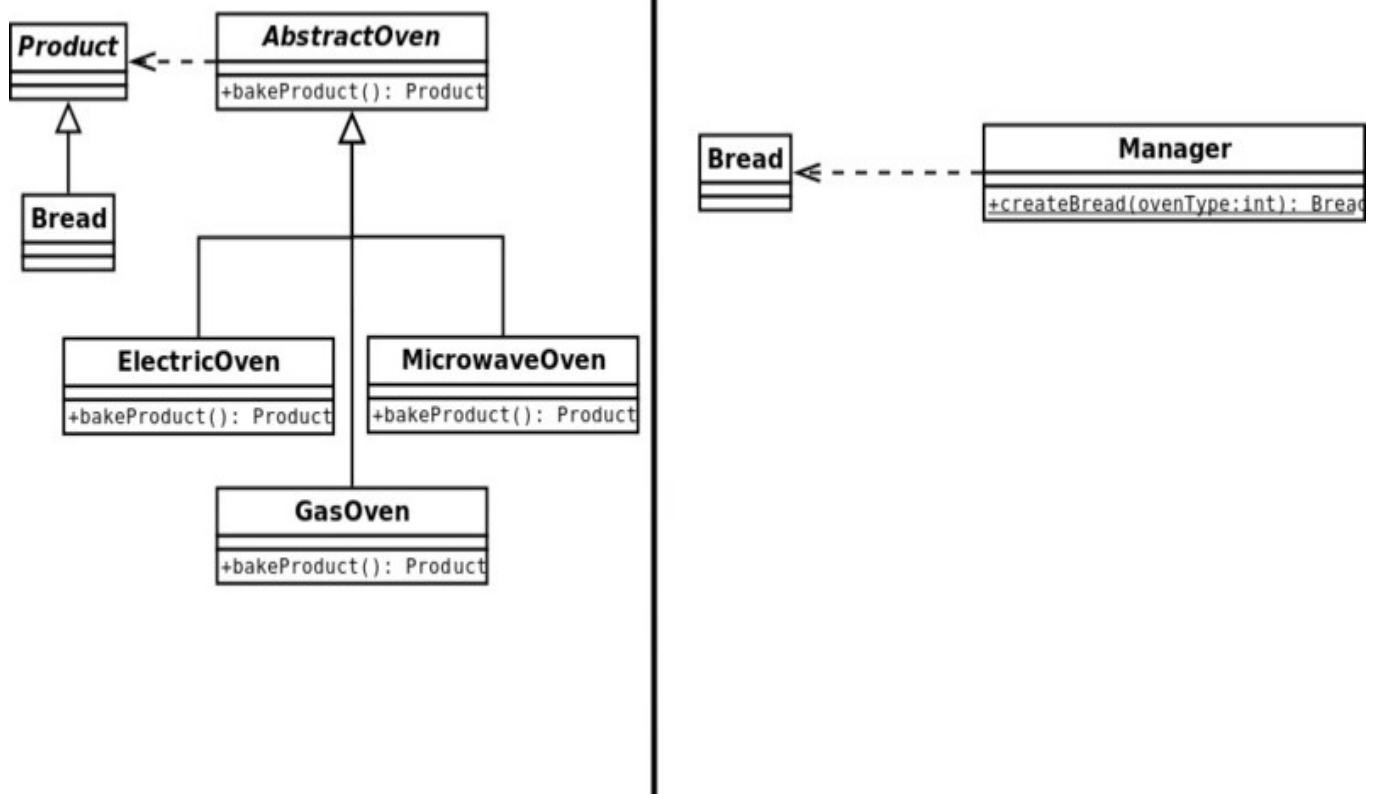 Product
AbstractOven
+bakeProduct(): Product
Bread
ElectricOven
+bakeProduct(): Product
MicrowaveOven
+bakeProduct(): Product
GasOven
+bakeProduct(): Product
Bread
Manager
+createBread(ovenType:int): Bread